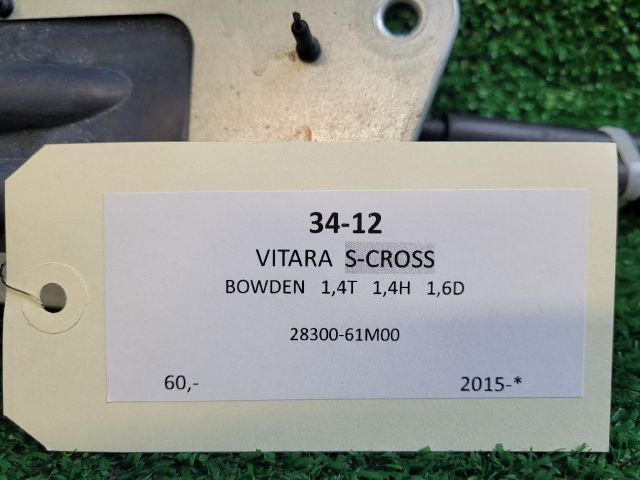 34-12
VITARA S-CROSS
BOWDEN 1,4T 1,4H 1,6D
28300-61M00
60,- 2015-*